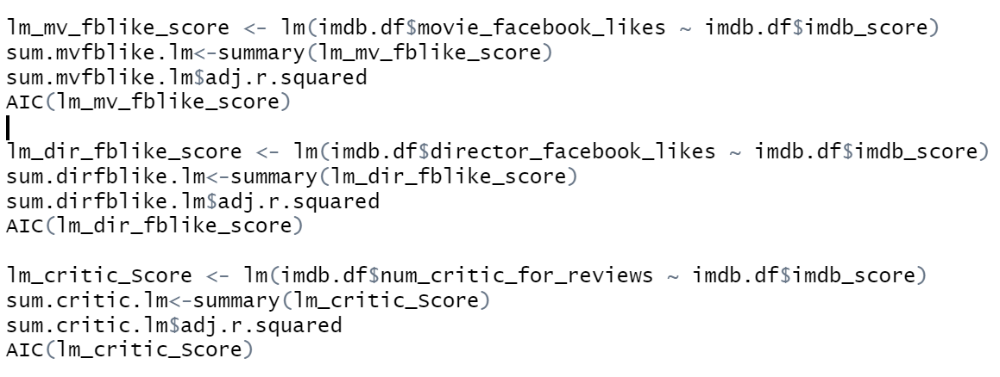 lm_mv_fblike_score <- lm(imdb.df$movie_facebook_likes ~ imdb.df$imdb_score)
sum.mvfblike.lm<-summary(lm_mv_fblike_score)
sum.mvfblike.lm$adj.r.squared
AIC(lm_mv_fblike_score)
lm_dir_fblike_score <- lm(imdb.df$director_facebook_likes ~ imdb.df$imdb_score)
sum.dirfblike.lm<-summary(lm_dir_fblike_score)
sum.dirfblike.lm$adj.r.squared
AIC(lm_dir_fblike_score)
lm_critic_Score <- lm(imdb.df$num_critic_for_reviews ~ imdb.df$imdb_score)
sum.critic.lm<-summary(lm_critic_Score)
sum.critic.lm$adj.r.squared
AIC(lm_critic_Score)